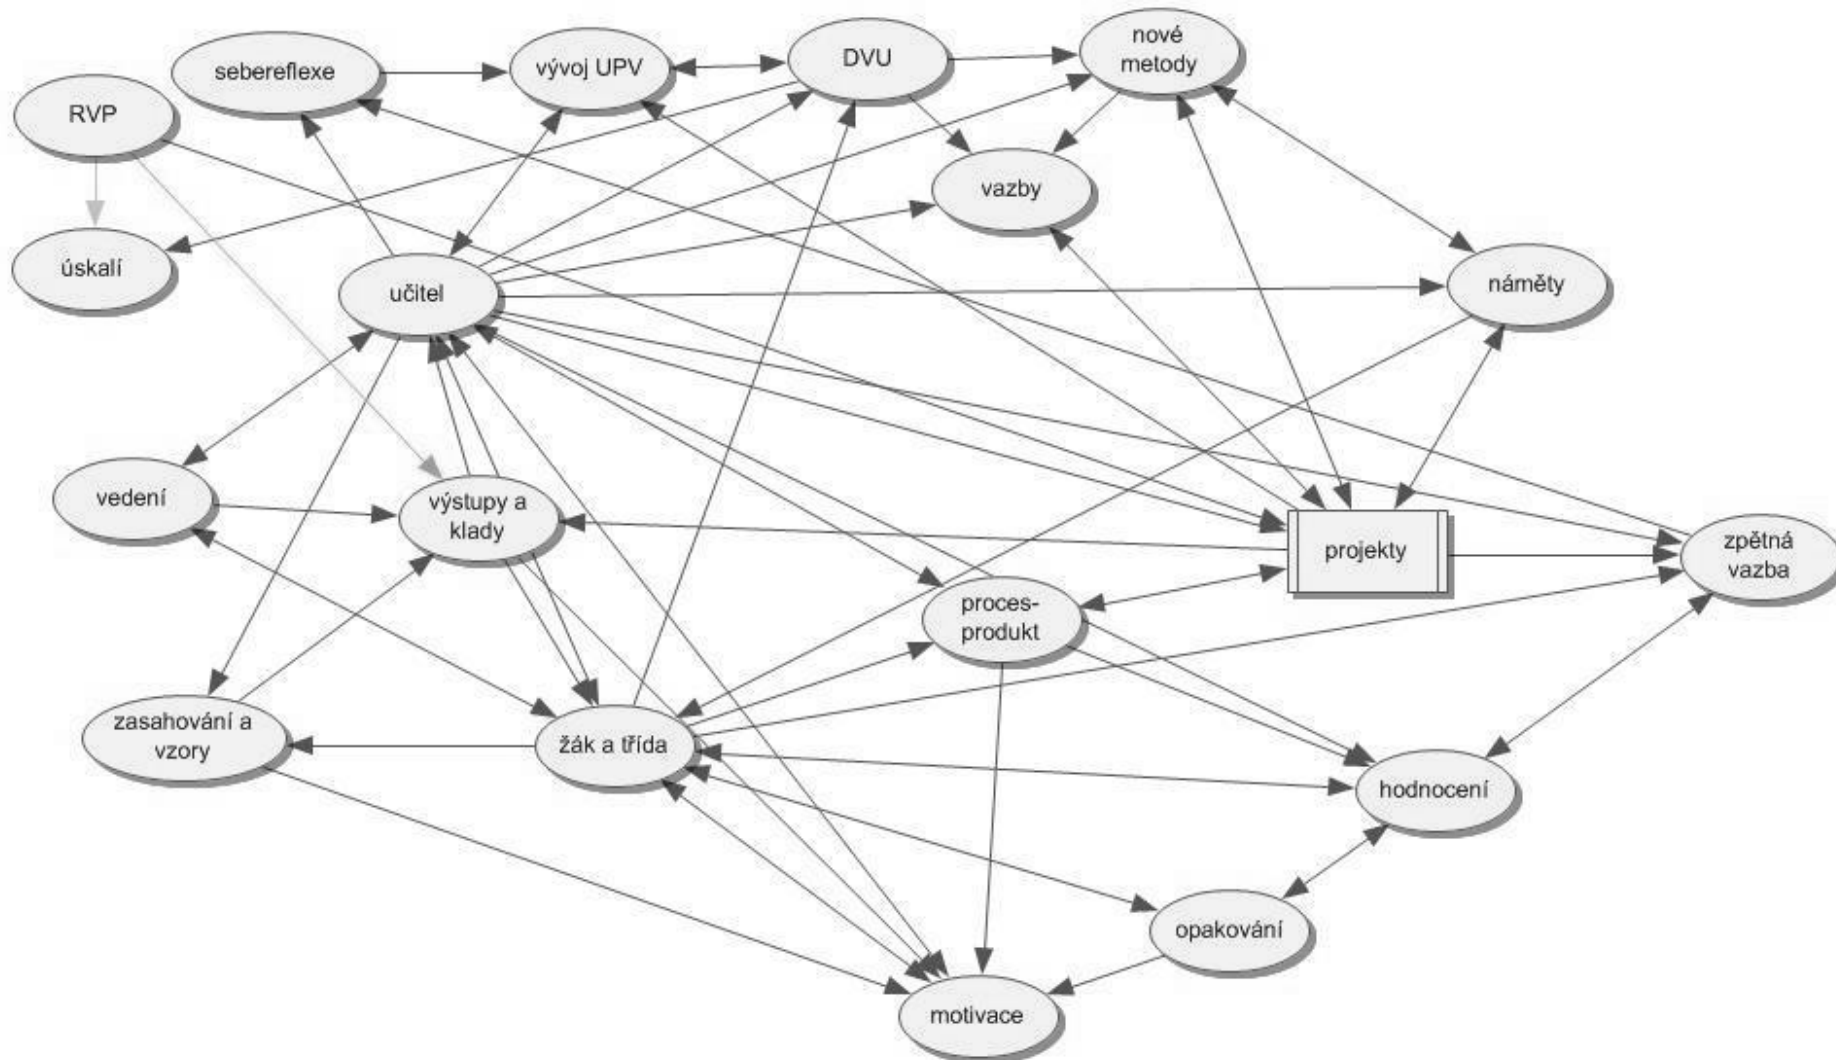 nové
metody
DVU
vývoj UPV
sebereflexe
RVP
vazby
úskalí
učitel
náměty
vedení
výstupy a
klady
projekty
zpětná
vazba
proces-
produkt
zasahování a
vzory
žák a třída
hodnocení
opakování
motivace